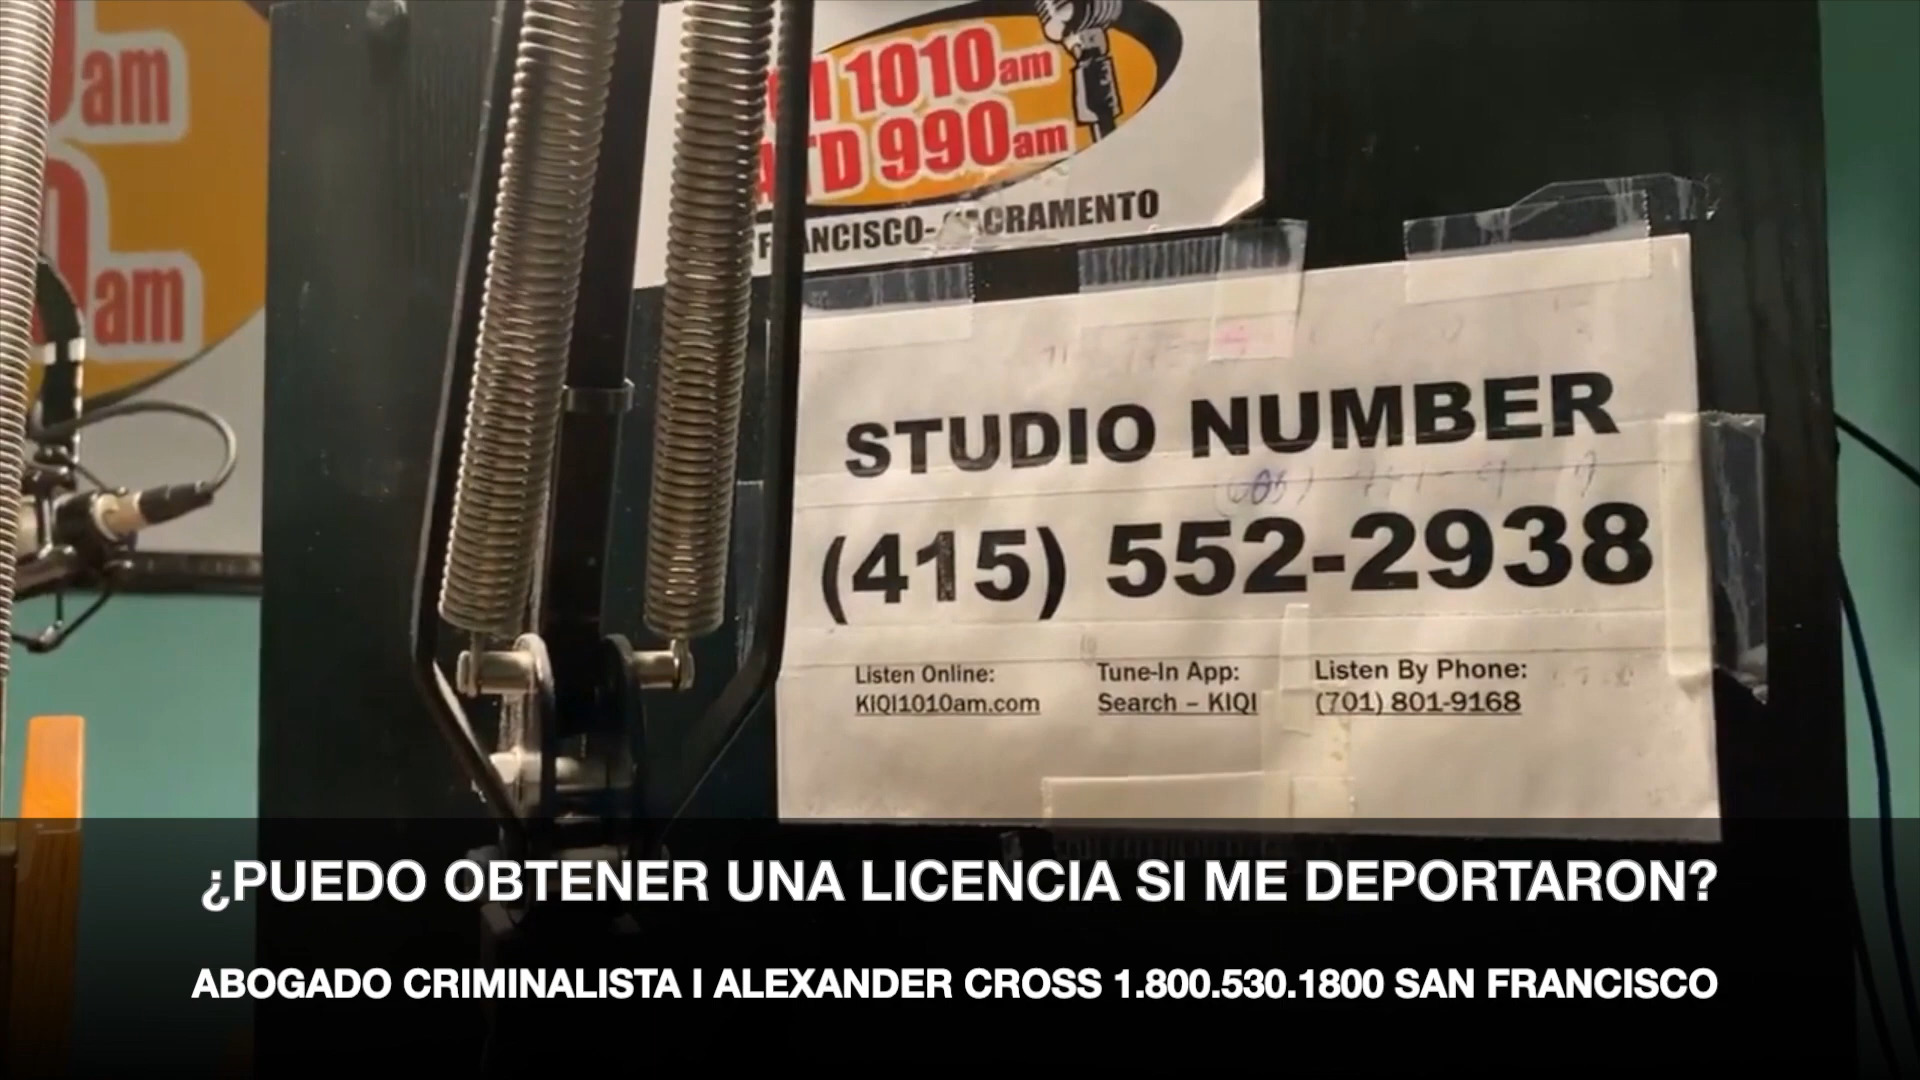 am
am
1010am
990am
STUDIO NUMBER
(415) 552-2938
Listen Online:
KIQI1010am.com
Tune-In App:
Search – KIQI
Listen By Phone:
(701) 801-9168
¿PUEDO OBTENER UNA LICENCIA SI ME DEPORTARON?
ABOGADO CRIMINALISTA I ALEXANDER CROSS 1.800.530.1800 SAN FRANCISCO